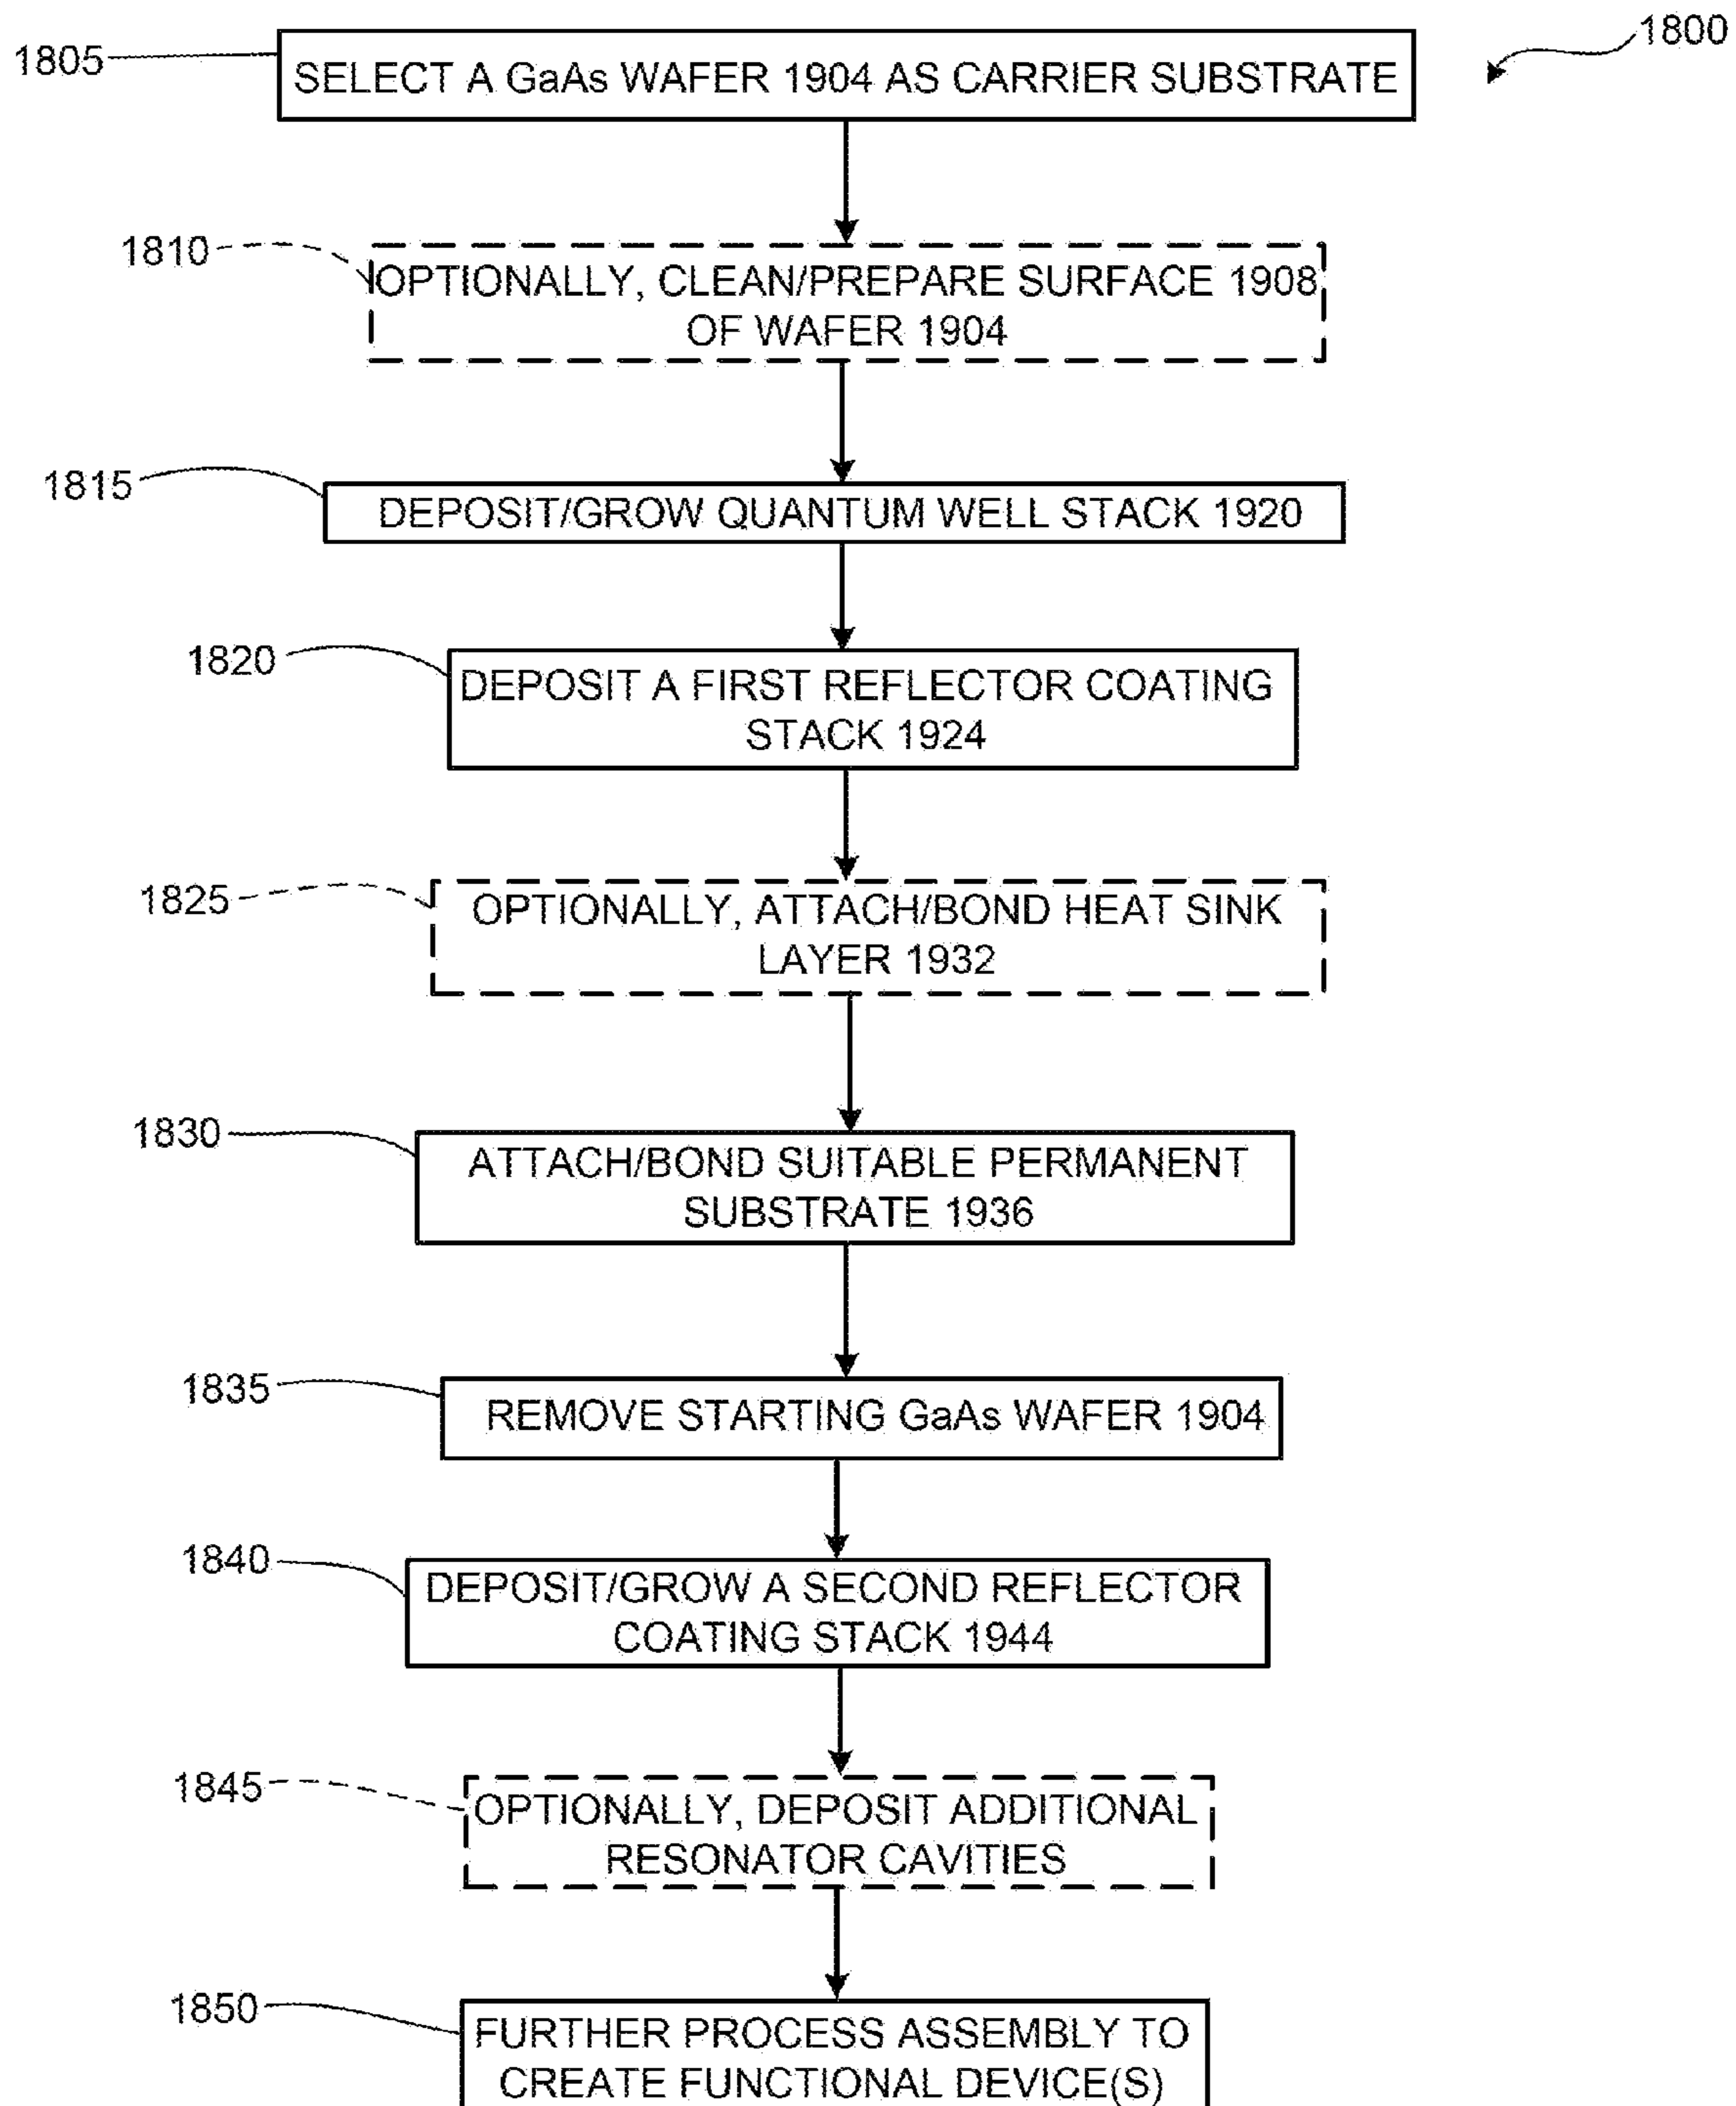 1800
1805
SELECT A GaAs WAFER 1904 AS CARRIER SUBSTRATE
1810
OPTIONALLY, CLEAN/PREPARE SURFACE 1908
OF WAFER 1904
1815
DEPOSIT/GROW QUANTUM WELL STACK 1920
1820
DEPOSIT A FIRST REFLECTOR COATING
STACK 1924
1825
OPTIONALLY, ATTACH/BOND HEAT SINK
LAYER 1932
1830
ATTACH/BOND SUITABLE PERMANENT
SUBSTRATE 1936
1835
REMOVE STARTING GaAs WAFER 1904
1840
DEPOSIT/GROW A SECOND REFLECTOR
COATING STACK 1944
1845
OPTIONALLY, DEPOSIT ADDITIONAL
RESONATOR CAVITIES
1850
FURTHER PROCESS ASSEMBLY TO
CREATE FUNCTIONAL DEVICE(S)